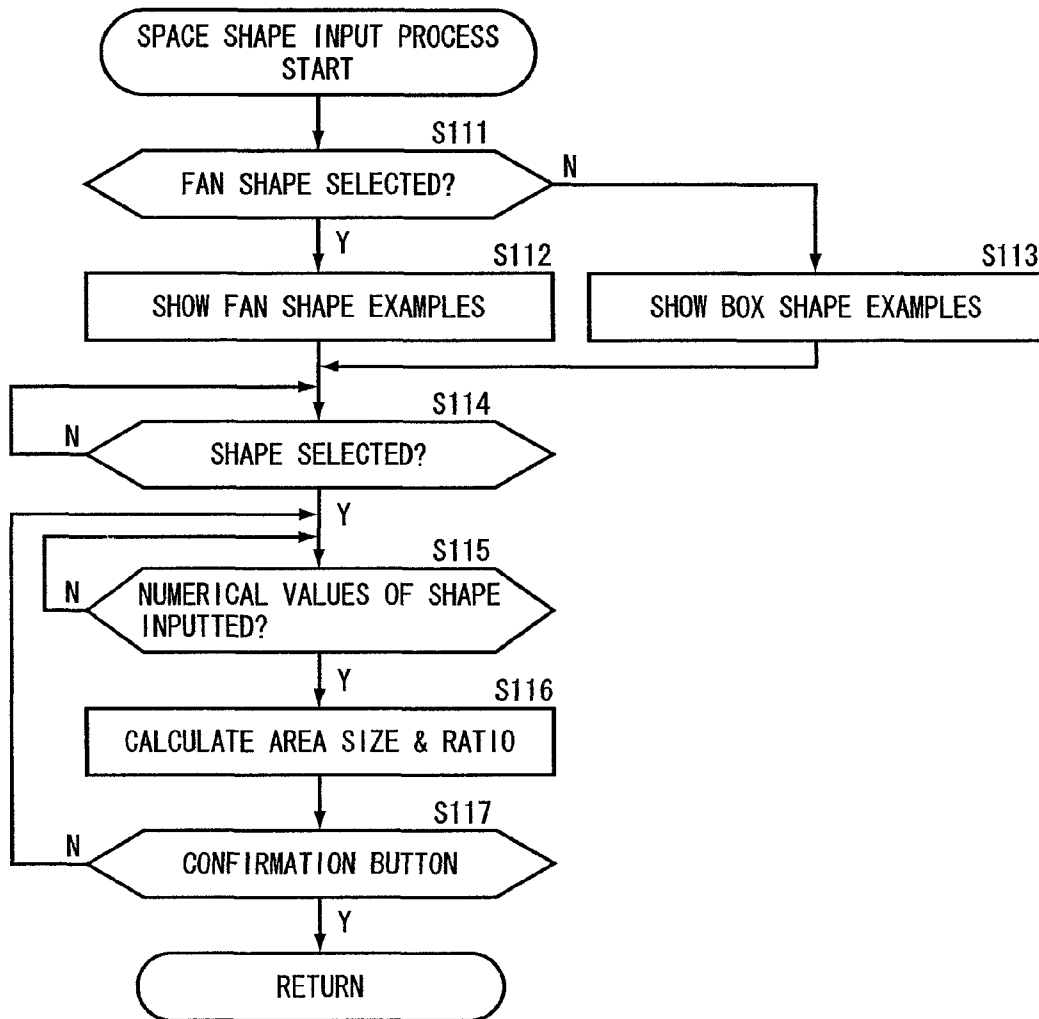 SPACE SHAPE INPUT PROCESS
START
S111
FAN SHAPE SELECTED?
N
Y
S112
SHOW FAN SHAPE EXAMPLES
S113
SHOW BOX SHAPE EXAMPLES
S114
N
SHAPE SELECTED?
Y
S115
N
NUMERICAL VALUES OF SHAPE
INPUTTED?
Y
S116
CALCULATE AREA SIZE & RATIO
S117
N
CONFIRMATION BUTTON
Y
RETURN